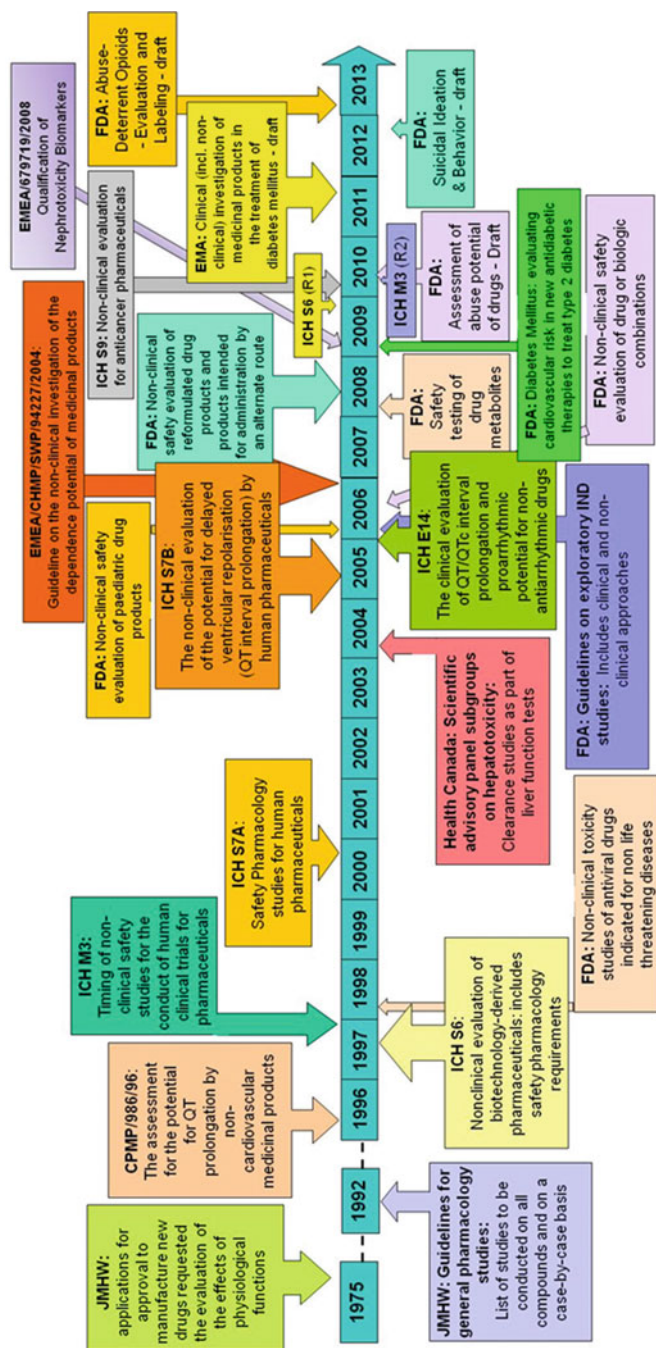 JMHW:
applications for
approval to
manufacture new
drugs requested
the evaluation of
the effects of
physiological
functions
CPMP/986/96:
The assessment
for the potential
for QT
prolongation by
non-
cardiovascular
medicinal products
ICH M3:
Timing of non-
clinical safety
studies for the
conduct of human
clinical trials for
pharmaceuticals
ICH S7A:
Safety Pharmacology
studies for human
pharmaceuticals
FDA: Non-clinical safety
evaluation of paediatric drug
products
ICH S7B:
The non-clinical evaluation
of the potential for delayed
ventricular repolarisation
(QT interval prolongation) by
human pharmaceuticals
EMEA/CHMP/SWP/94227/2004:
Guideline on the non-clinical investigation of the
dependence potential of medicinal products
FDA: Non-clinical
safety evaluation of
reformulated drug
products and
products intended
for administration by
an alternate route
ICH S9: Non-clinical evaluation
for anticancer pharmaceuticals
ICH S6 (R1)
EMEA/679719/2008
Qualification of
Nephrotoxicity Biomarkers
EMA: Clinical (incl. non-
clinical) investigation of
medicinal products in
the treatment of
diabetes mellitus - draft
FDA: Abuse-
Deterrent Opioids
- Evaluation and
Labeling - draft
1975
1992
1996
1997
1998
1999
2000
2001
2002
2003
2004
2005
2006
2007
2008
2009
2010
2011
2012
2013
JMHW: Guidelines for
general pharmacology
studies:
List of studies to be
conducted on all
compounds and on a
case-by-case basis
ICH S6:
Nonclinical evaluation of
biotechnology-derived
pharmaceuticals: includes
safety pharmacology
requirements
FDA: Non-clinical toxicity
studies of antiviral drugs
indicated for non life
threatening diseases
Health Canada: Scientific
advisory panel subgroups
on hepatotoxicity:
Clearance studies as part of
liver function tests
ICH E14:
The clinical evaluation
of QT/QTc interval
prolongation and
proarrhythmic
potential for non-
antiarrhythmic drugs
FDA: Guidelines on exploratory IND
studies: Includes clinical and non-
clinical approaches
FDA:
Safety
testing of
drug
metabolites
ICH M3 (R2)
FDA:
Assessment of
abuse potential
of drugs - Draft
FDA: Diabetes Mellitus: evaluating
cardiovascular risk in new antidiabetic
therapies to treat type 2 diabetes
FDA: Non-clinical safety
evaluation of drug or biologic
combinations
FDA:
Suicidal Ideation
& Behavior - draft